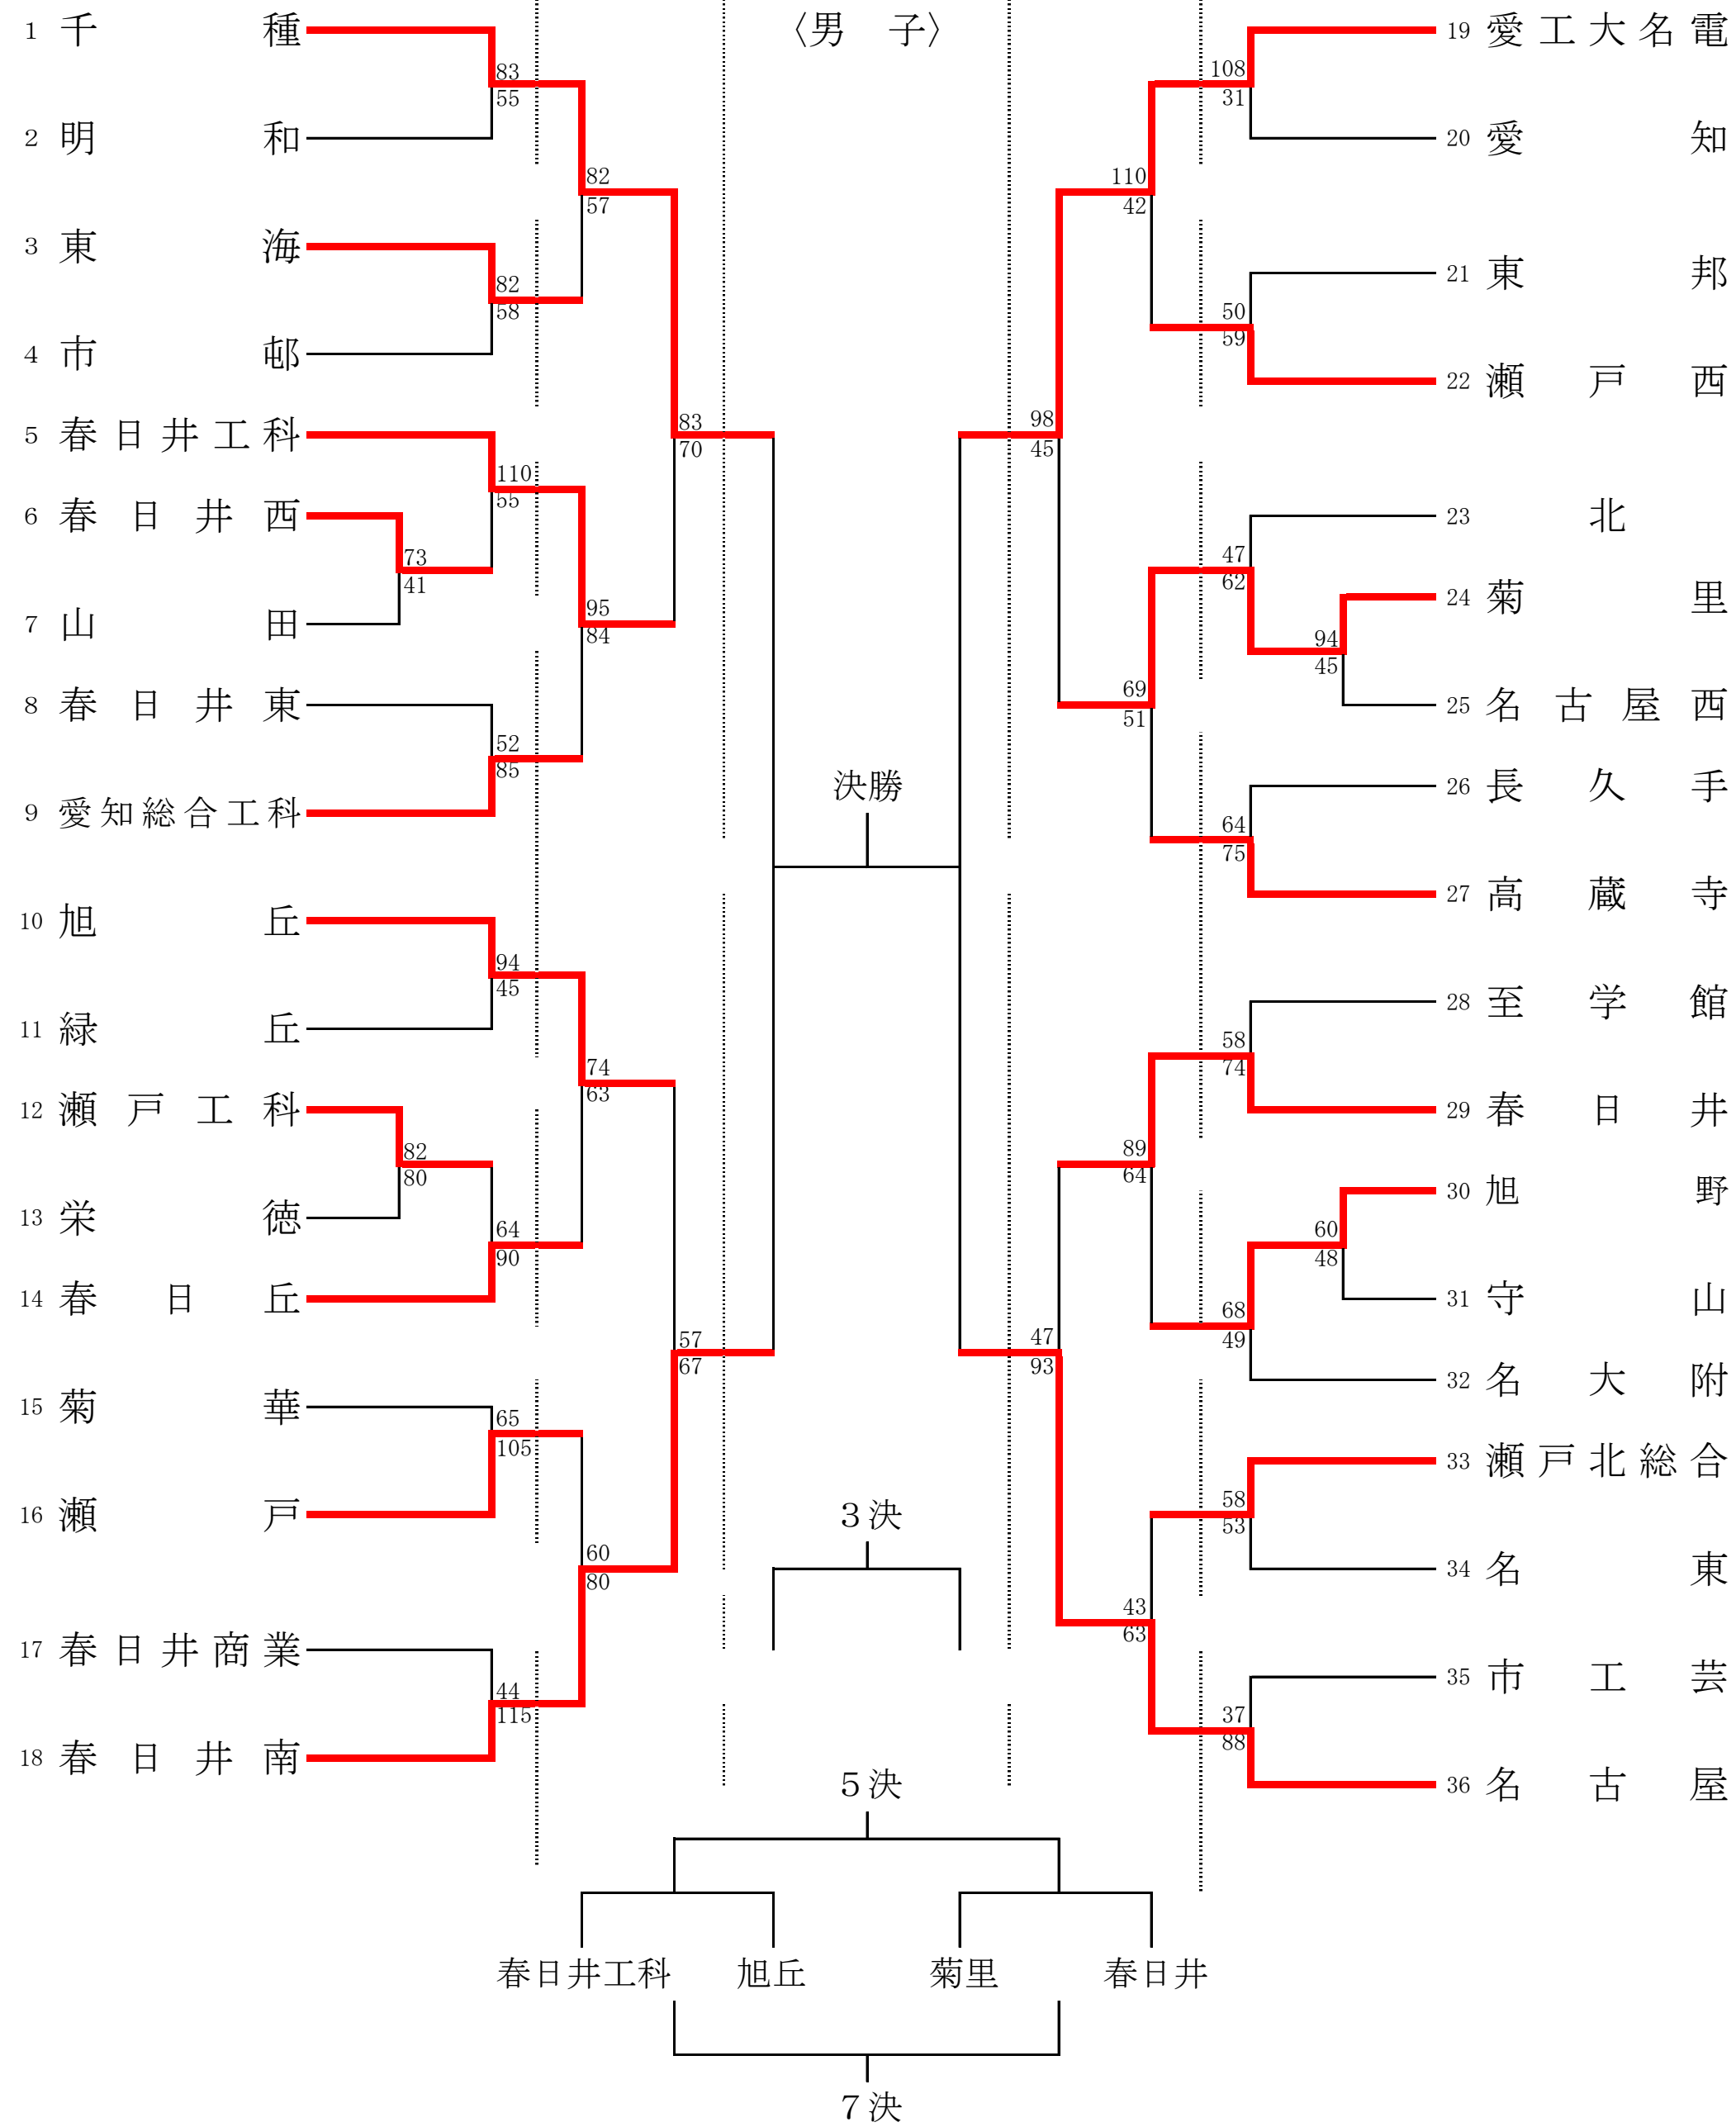 〈男　子〉
1 千種
2 明和
83
55
3 東海
4 市邨
82
58
82
57
5 春日井工科
6 春日井西
7 山田
73
41
110
55
8 春日井東
9 愛知総合工科
52
85
95
84
83
70
10 旭丘
11 緑丘
94
45
12 瀬戸工科
13 栄徳
82
80
14 春日丘
64
90
74
63
15 菊華
16 瀬戸
65
105
17 春日井商業
18 春日井南
44
115
60
80
57
67
決勝
3決
5決
春日井工科 旭丘 菊里 春日井
7決
19 愛工大名電
20 愛知
108
31
21 東邦
22 瀬戸西
50
59
110
42
23 北
24 菊里
25 名古屋西
94
45
47
62
26 長久手
27 高蔵寺
64
75
69
51
98
45
28 至学館
29 春日井
58
74
30 旭野
31 守山
60
48
32 名大附
68
49
89
64
33 瀬戸北総合
34 名東
58
53
35 市工芸
36 名古屋
37
88
43
63
47
93